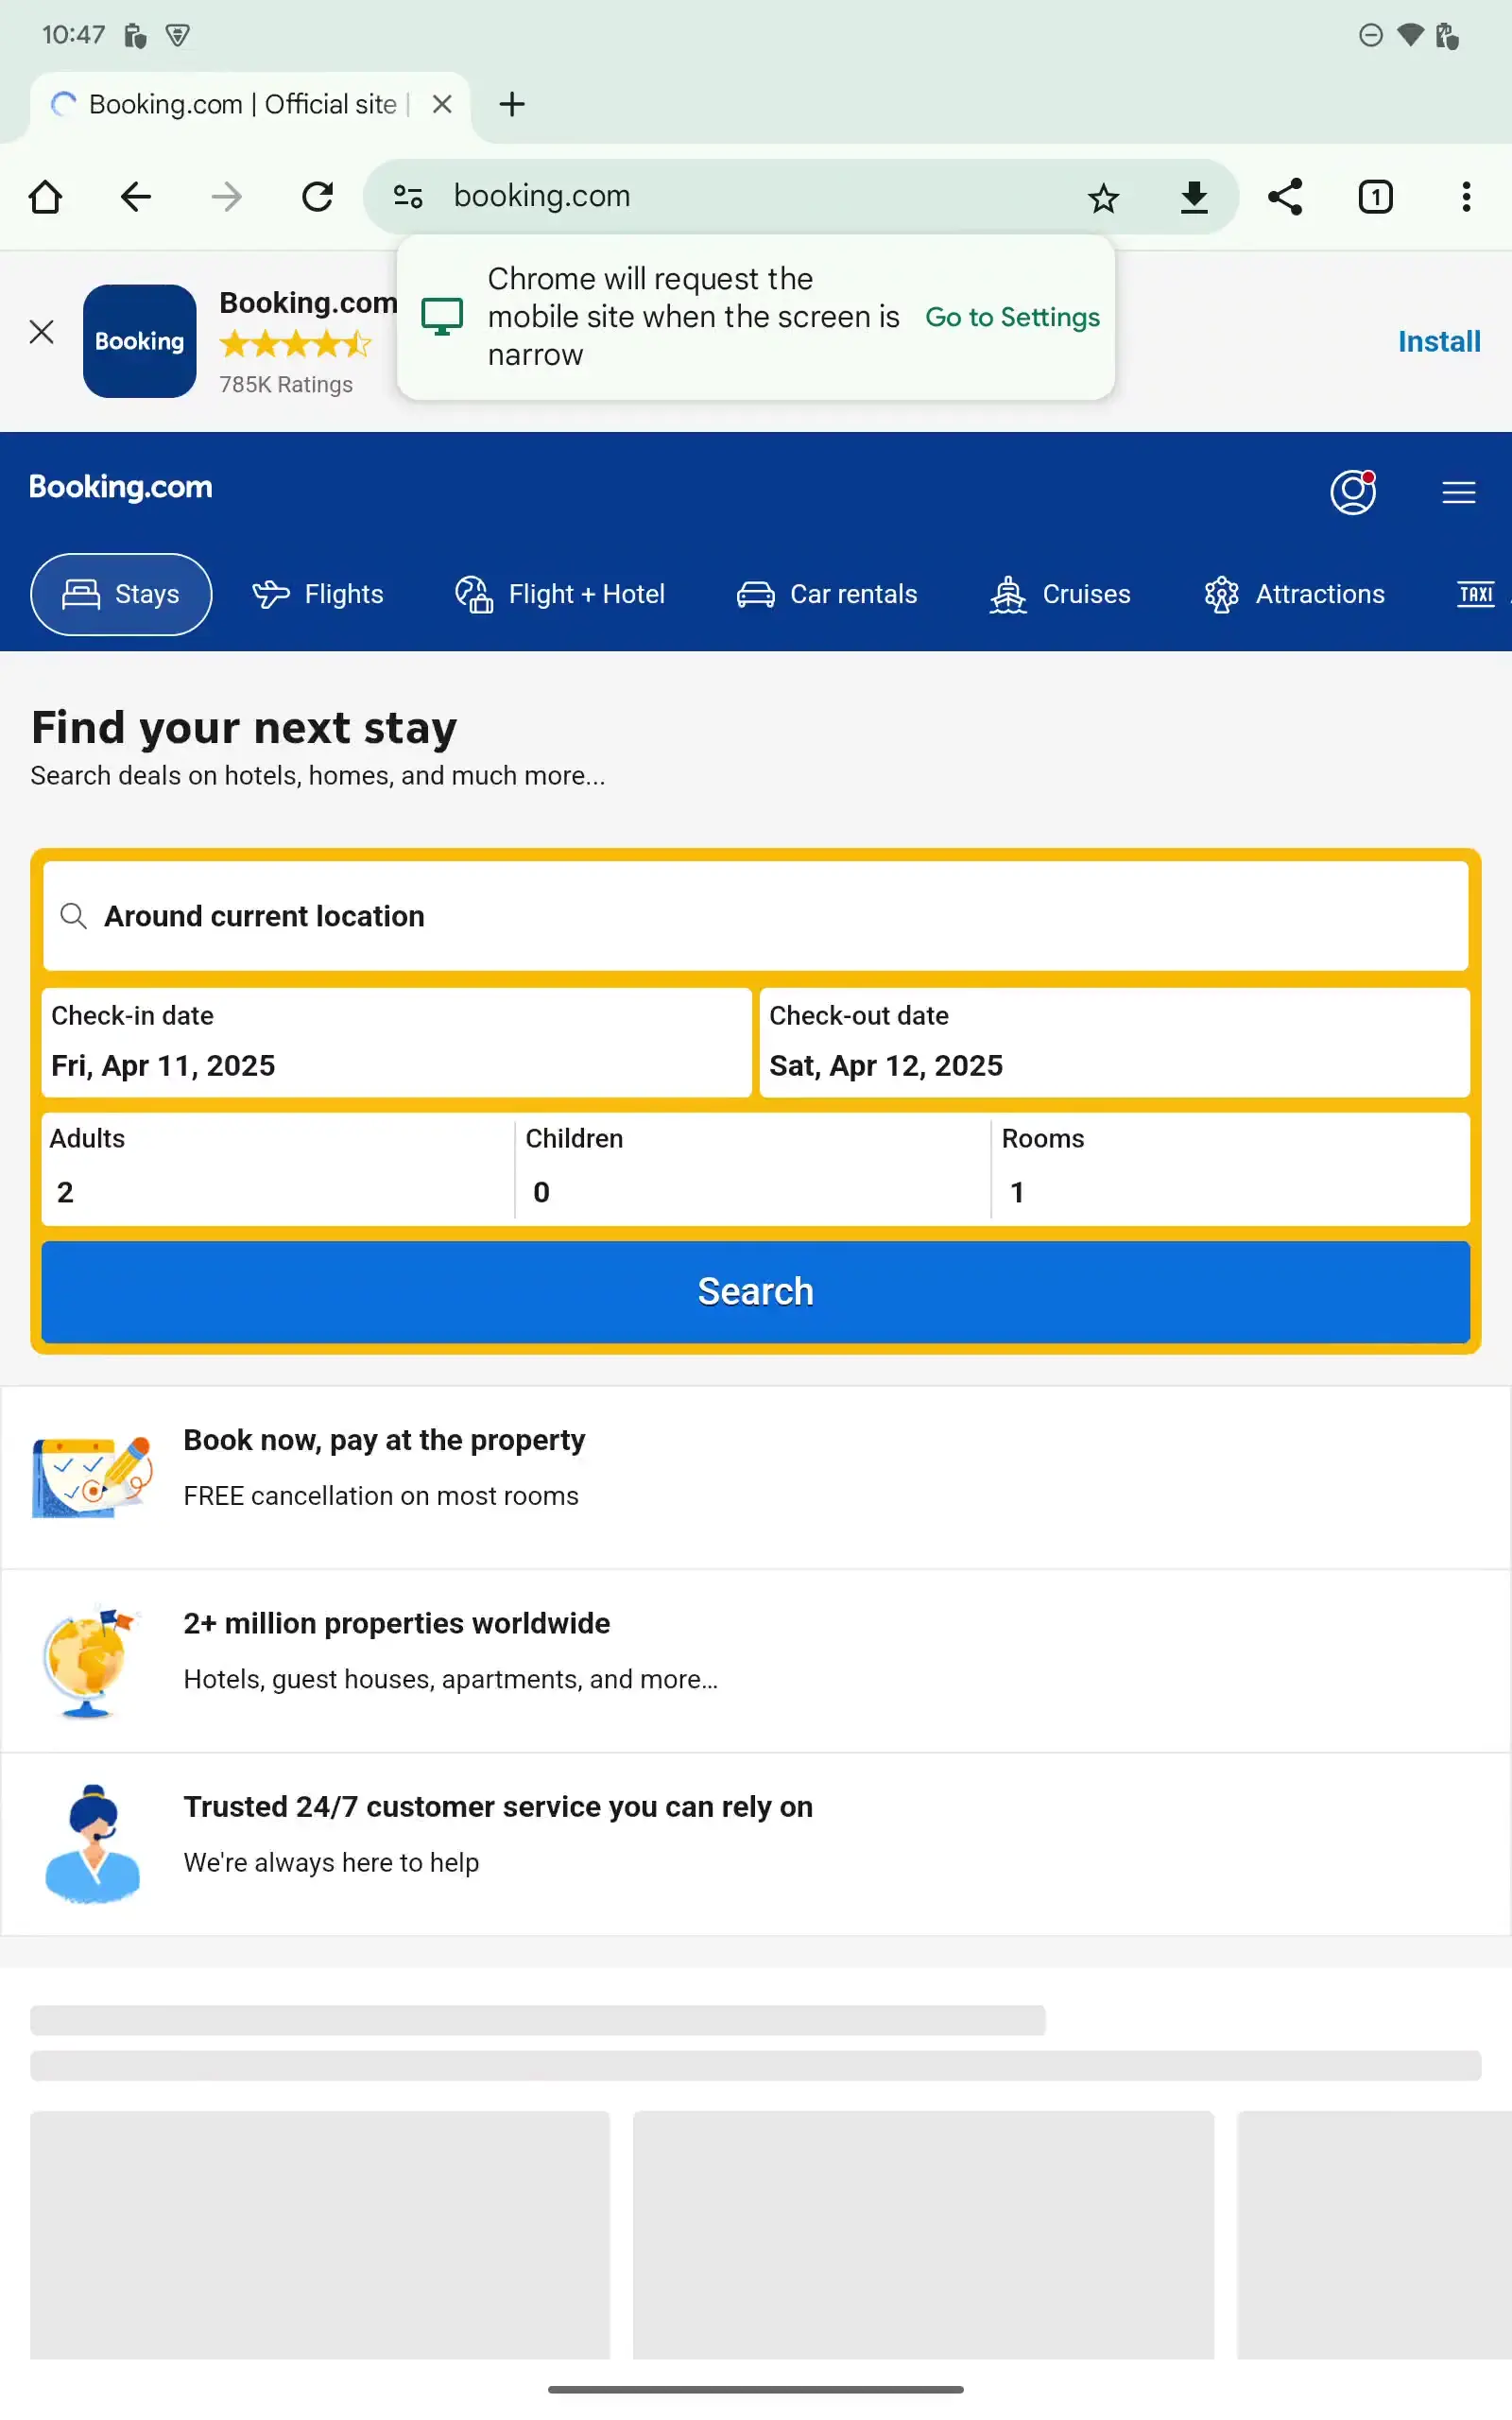 10:47
Booking.com | Official site |
booking.com
1
Chrome will request the
mobile site when the screen is
narrow
Go to Settings
Booking
Booking.com
785K Ratings
Install
Booking.com
Stays
Flights
Flight + Hotel
Car rentals
Cruises
Attractions
TAXI
Find your next stay
Search deals on hotels, homes, and much more...
Around current location
Check-in date
Fri, Apr 11, 2025
Check-out date
Sat, Apr 12, 2025
Adults
2
Children
0
Rooms
1
Search
Book now, pay at the property
FREE cancellation on most rooms
2+ million properties worldwide
Hotels, guest houses, apartments, and more…
Trusted 24/7 customer service you can rely on
We're always here to help